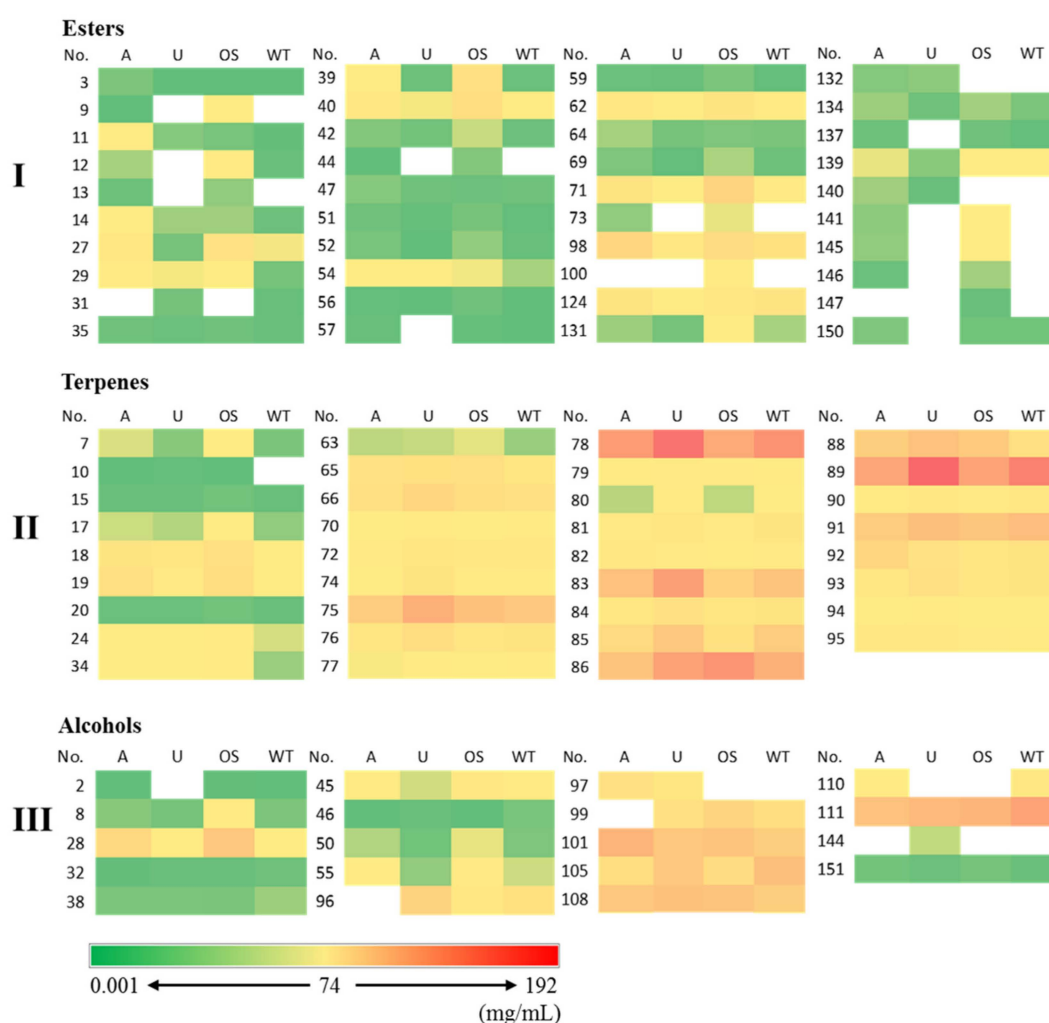 Esters
No. A U OS WT No. A U OS WT No. A U OS WT No. A U OS WT
3 39 59 132
9 40 62 134
11 42 64 137
I 12 44 69 139
13 47 71 140
14 51 73 141
27 52 98 145
29 54 100 146
31 56 124 147
35 57 131 150
Terpenes
No. A U OS WT No. A U OS WT No. A U OS WT No. A U OS WT
7 63 78 88
10 65 79 89
15 66 80 90
II 17 70 81 91
18 72 82 92
19 74 83 93
20 75 84 94
24 76 85 95
34 77 86
Alcohols
No. A U OS WT No. A U OS WT No. A U OS WT No. A U OS WT
2 45 97 110
III 8 46 99 111
28 50 101 144
32 55 105 151
38 96 108
0.001 74 192
(mg/mL)